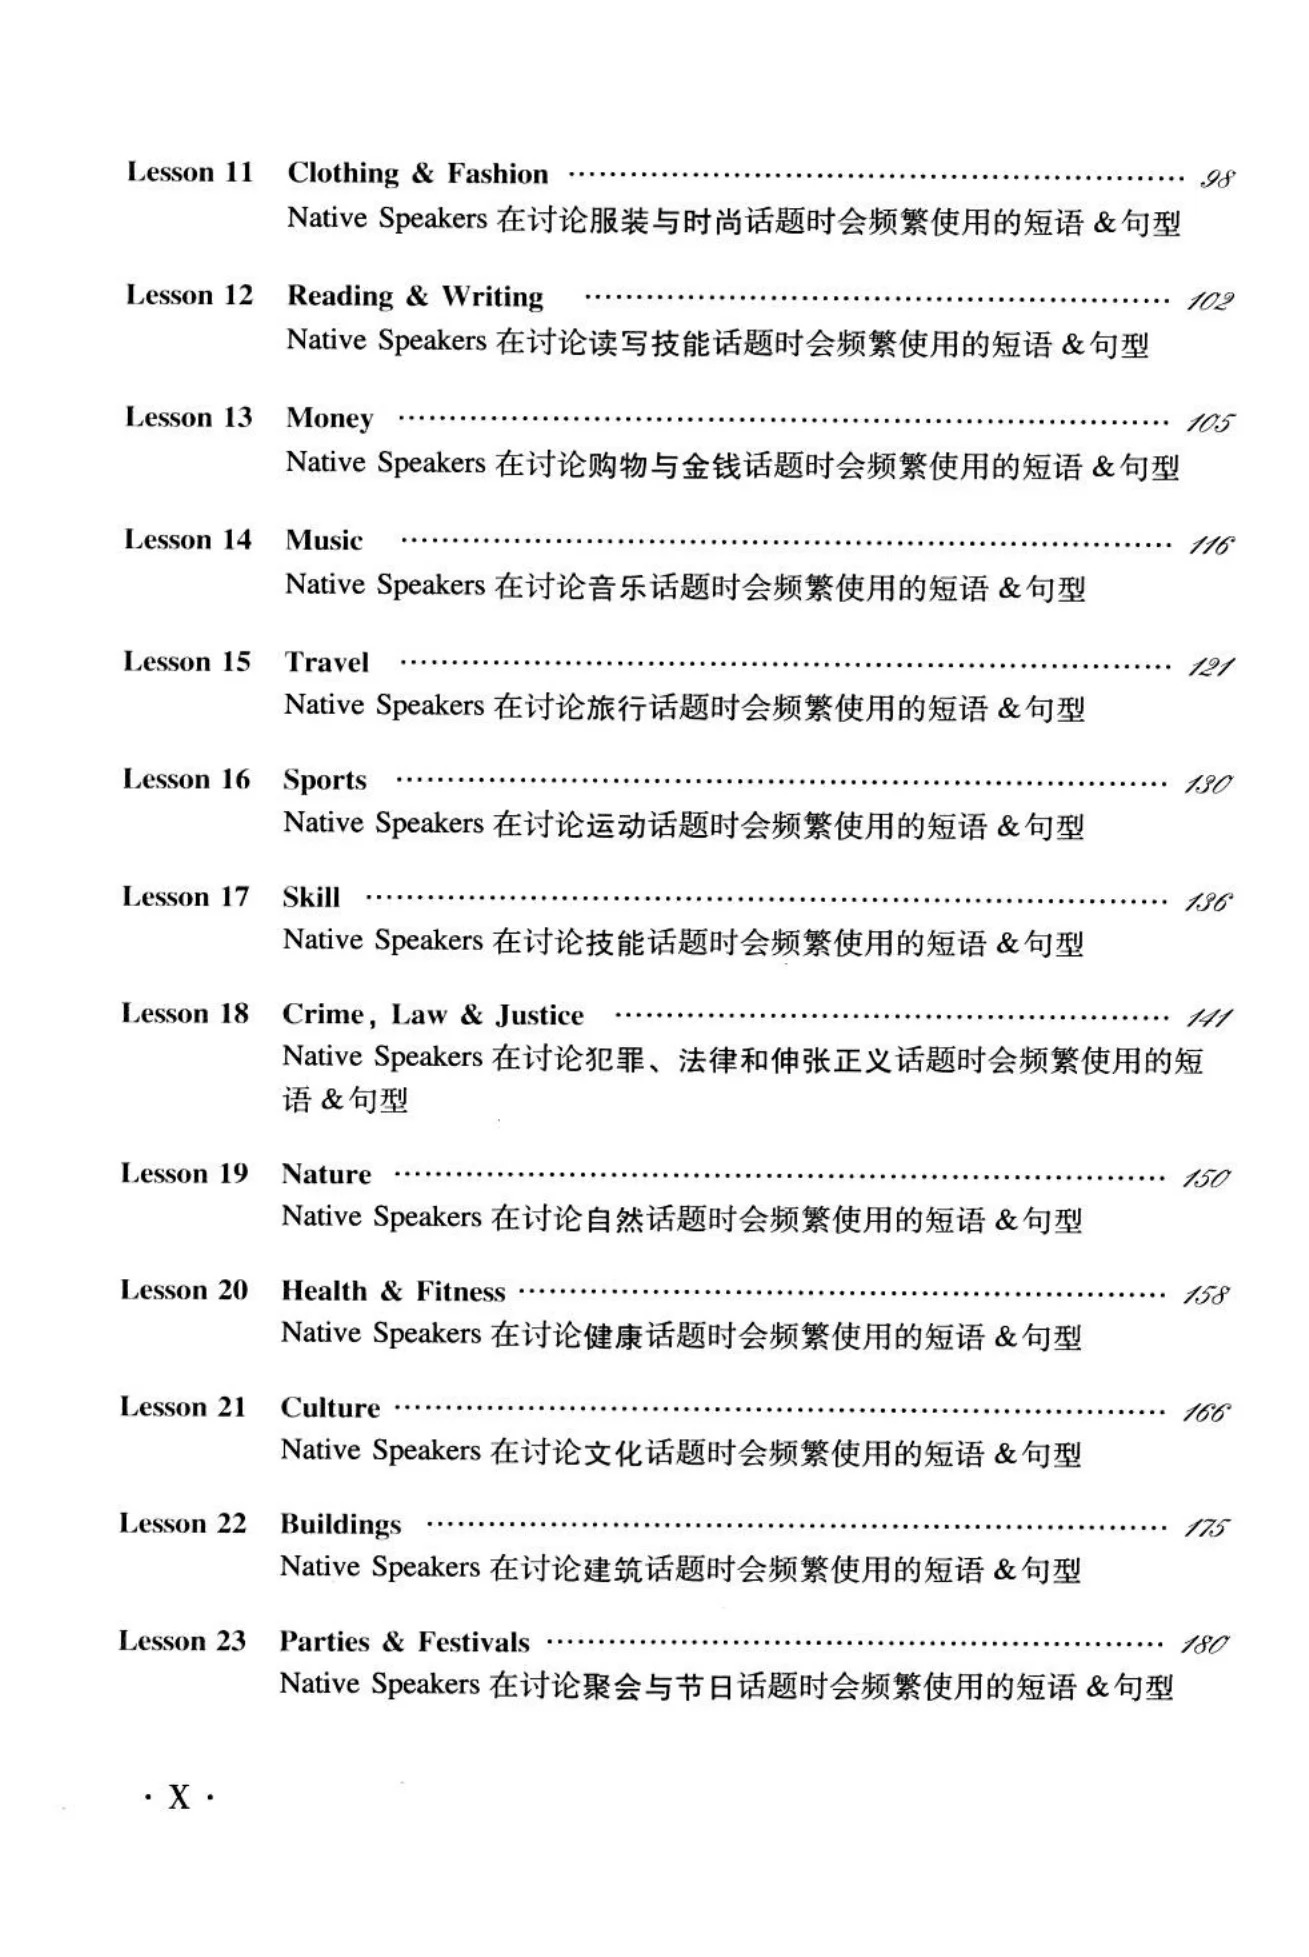 Lesson 11 Clothing & Fashion ………………………………………… 98
Native Speakers 在讨论服装与时尚话题时会频繁使用的短语 & 句型
Lesson 12 Reading & Writing ………………………………………… 102
Native Speakers 在讨论读写技能话题时会频繁使用的短语 & 句型
Lesson 13 Money ………………………………………… 105
Native Speakers 在讨论购物与金钱话题时会频繁使用的短语 & 句型
Lesson 14 Music ………………………………………… 116
Native Speakers 在讨论音乐话题时会频繁使用的短语 & 句型
Lesson 15 Travel ………………………………………… 121
Native Speakers 在讨论旅行话题时会频繁使用的短语 & 句型
Lesson 16 Sports ………………………………………… 130
Native Speakers 在讨论运动话题时会频繁使用的短语 & 句型
Lesson 17 Skill ………………………………………… 136
Native Speakers 在讨论技能话题时会频繁使用的短语 & 句型
Lesson 18 Crime, Law & Justice ………………………………………… 141
Native Speakers 在讨论犯罪、法律和伸张正义话题时会频繁使用的短
语 & 句型
Lesson 19 Nature ………………………………………… 150
Native Speakers 在讨论自然话题时会频繁使用的短语 & 句型
Lesson 20 Health & Fitness ………………………………………… 158
Native Speakers 在讨论健康话题时会频繁使用的短语 & 句型
Lesson 21 Culture ………………………………………… 166
Native Speakers 在讨论文化话题时会频繁使用的短语 & 句型
Lesson 22 Buildings ………………………………………… 175
Native Speakers 在讨论建筑话题时会频繁使用的短语 & 句型
Lesson 23 Parties & Festivals ………………………………………… 180
Native Speakers 在讨论聚会与节日话题时会频繁使用的短语 & 句型
· X ·